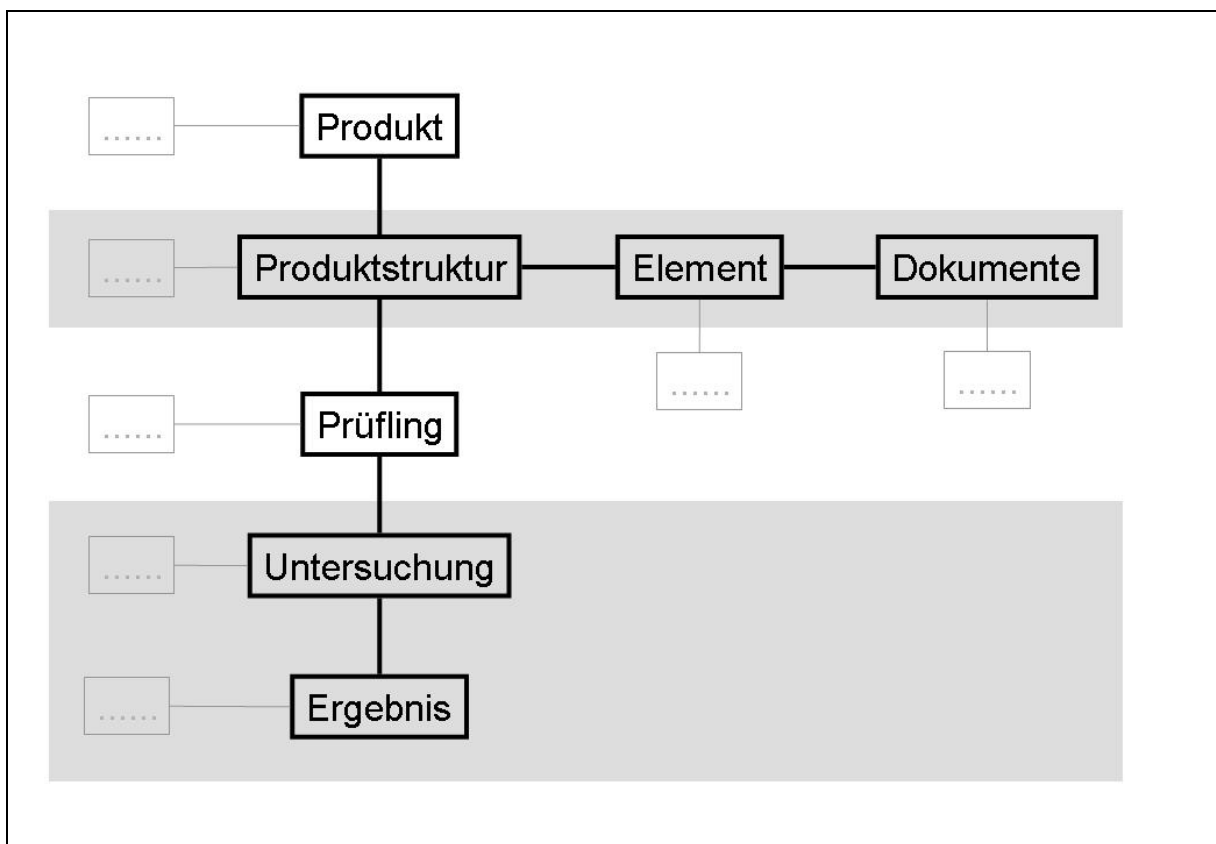 ...... Produkt
...... Produktstruktur Element Dokumente
...... ......
...... Prüfling
...... Untersuchung
...... Ergebnis